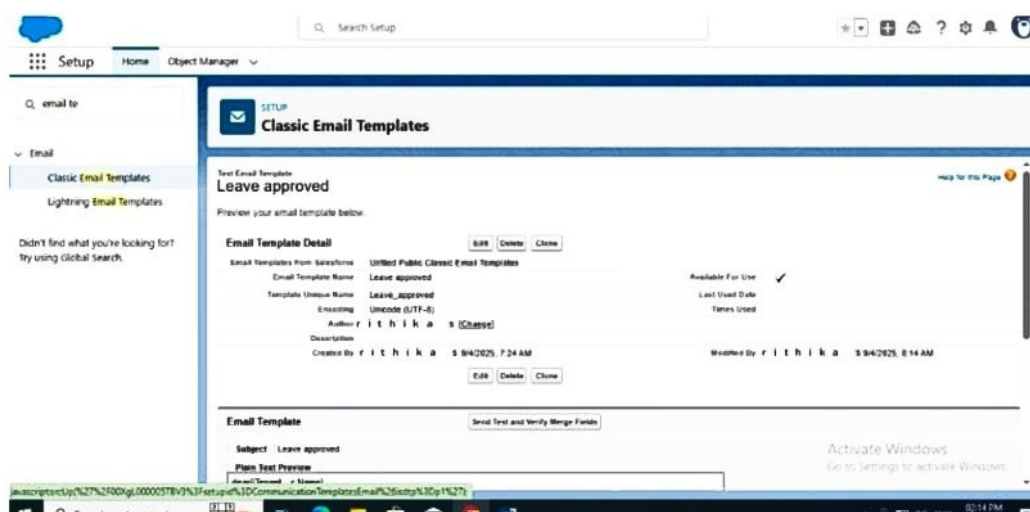 Search Setup
Setup
Home
Object Manager
email te
Email
Classic Email Templates
Lightning Email Templates
Didn't find what you're looking for?
Try using Global Search.
SETUP
Classic Email Templates
Text Email Template
Leave approved
Help for this Page
Preview your email template below.
Email Template Detail
Edit Delete Clone
Email Templates from Salesforce Unfiled Public Classic Email Templates
Email Template Name Leave approved Available For Use
Template Unique Name Leave_approved Last Used Date
Encoding Unicode (UTF-8) Times Used
Author rithika S [Change]
Description
Created By rithika S 9/4/2025, 7:24 AM Modified By rithika S 9/4/2025, 8:14 AM
Edit Delete Clone
Email Template
Send Test and Verify Merge Fields
Subject Leave approved
Plain Text Preview
Activate Windows
Go to Settings to activate Windows.
02:14 PM